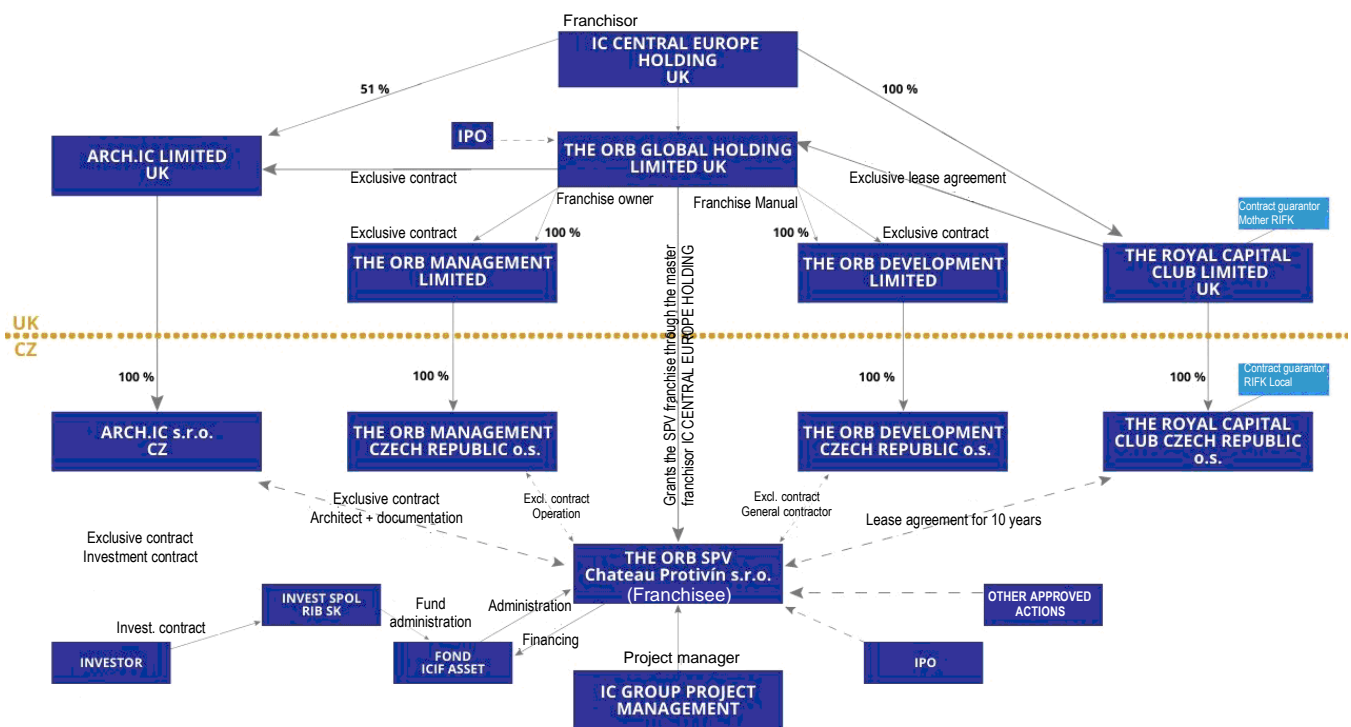 Franchisor
IC CENTRAL EUROPE
HOLDING
UK
51 %
100 %
IPO
ARCH.IC LIMITED
UK
THE ORB GLOBAL HOLDING
LIMITED UK
Exclusive contract
Exclusive lease agreement
Franchise owner
Franchise Manual
Contract guarantor
Mother RIFK
Exclusive contract
100 %
100 %
Exclusive contract
THE ORB MANAGEMENT
LIMITED
THE ORB DEVELOPMENT
LIMITED
THE ROYAL CAPITAL
CLUB LIMITED
UK
Grants the SPV franchise through the master
franchisor IC CENTRAL EUROPE HOLDING
UK
CZ
100 %
100 %
100 %
100 %
Contract guarantor
RIFK Local
ARCH.IC s.r.o.
CZ
THE ORB MANAGEMENT
CZECH REPUBLIC o.s.
THE ORB DEVELOPMENT
CZECH REPUBLIC o.s.
THE ROYAL CAPITAL
CLUB CZECH REPUBLIC
o.s.
Exclusive contract
Architect + documentation
Excl. contract
Operation
Excl. contract
General contractor
Lease agreement for 10 years
Exclusive contract
Investment contract
THE ORB SPV
Chateau Protivín s.r.o.
(Franchisee)
INVEST SPOL
RIB SK
Fund
administration
Administration
OTHER APPROVED
ACTIONS
Invest. contract
Financing
INVESTOR
FOND
ICIF ASSET
Project manager
IPO
IC GROUP PROJECT
MANAGEMENT